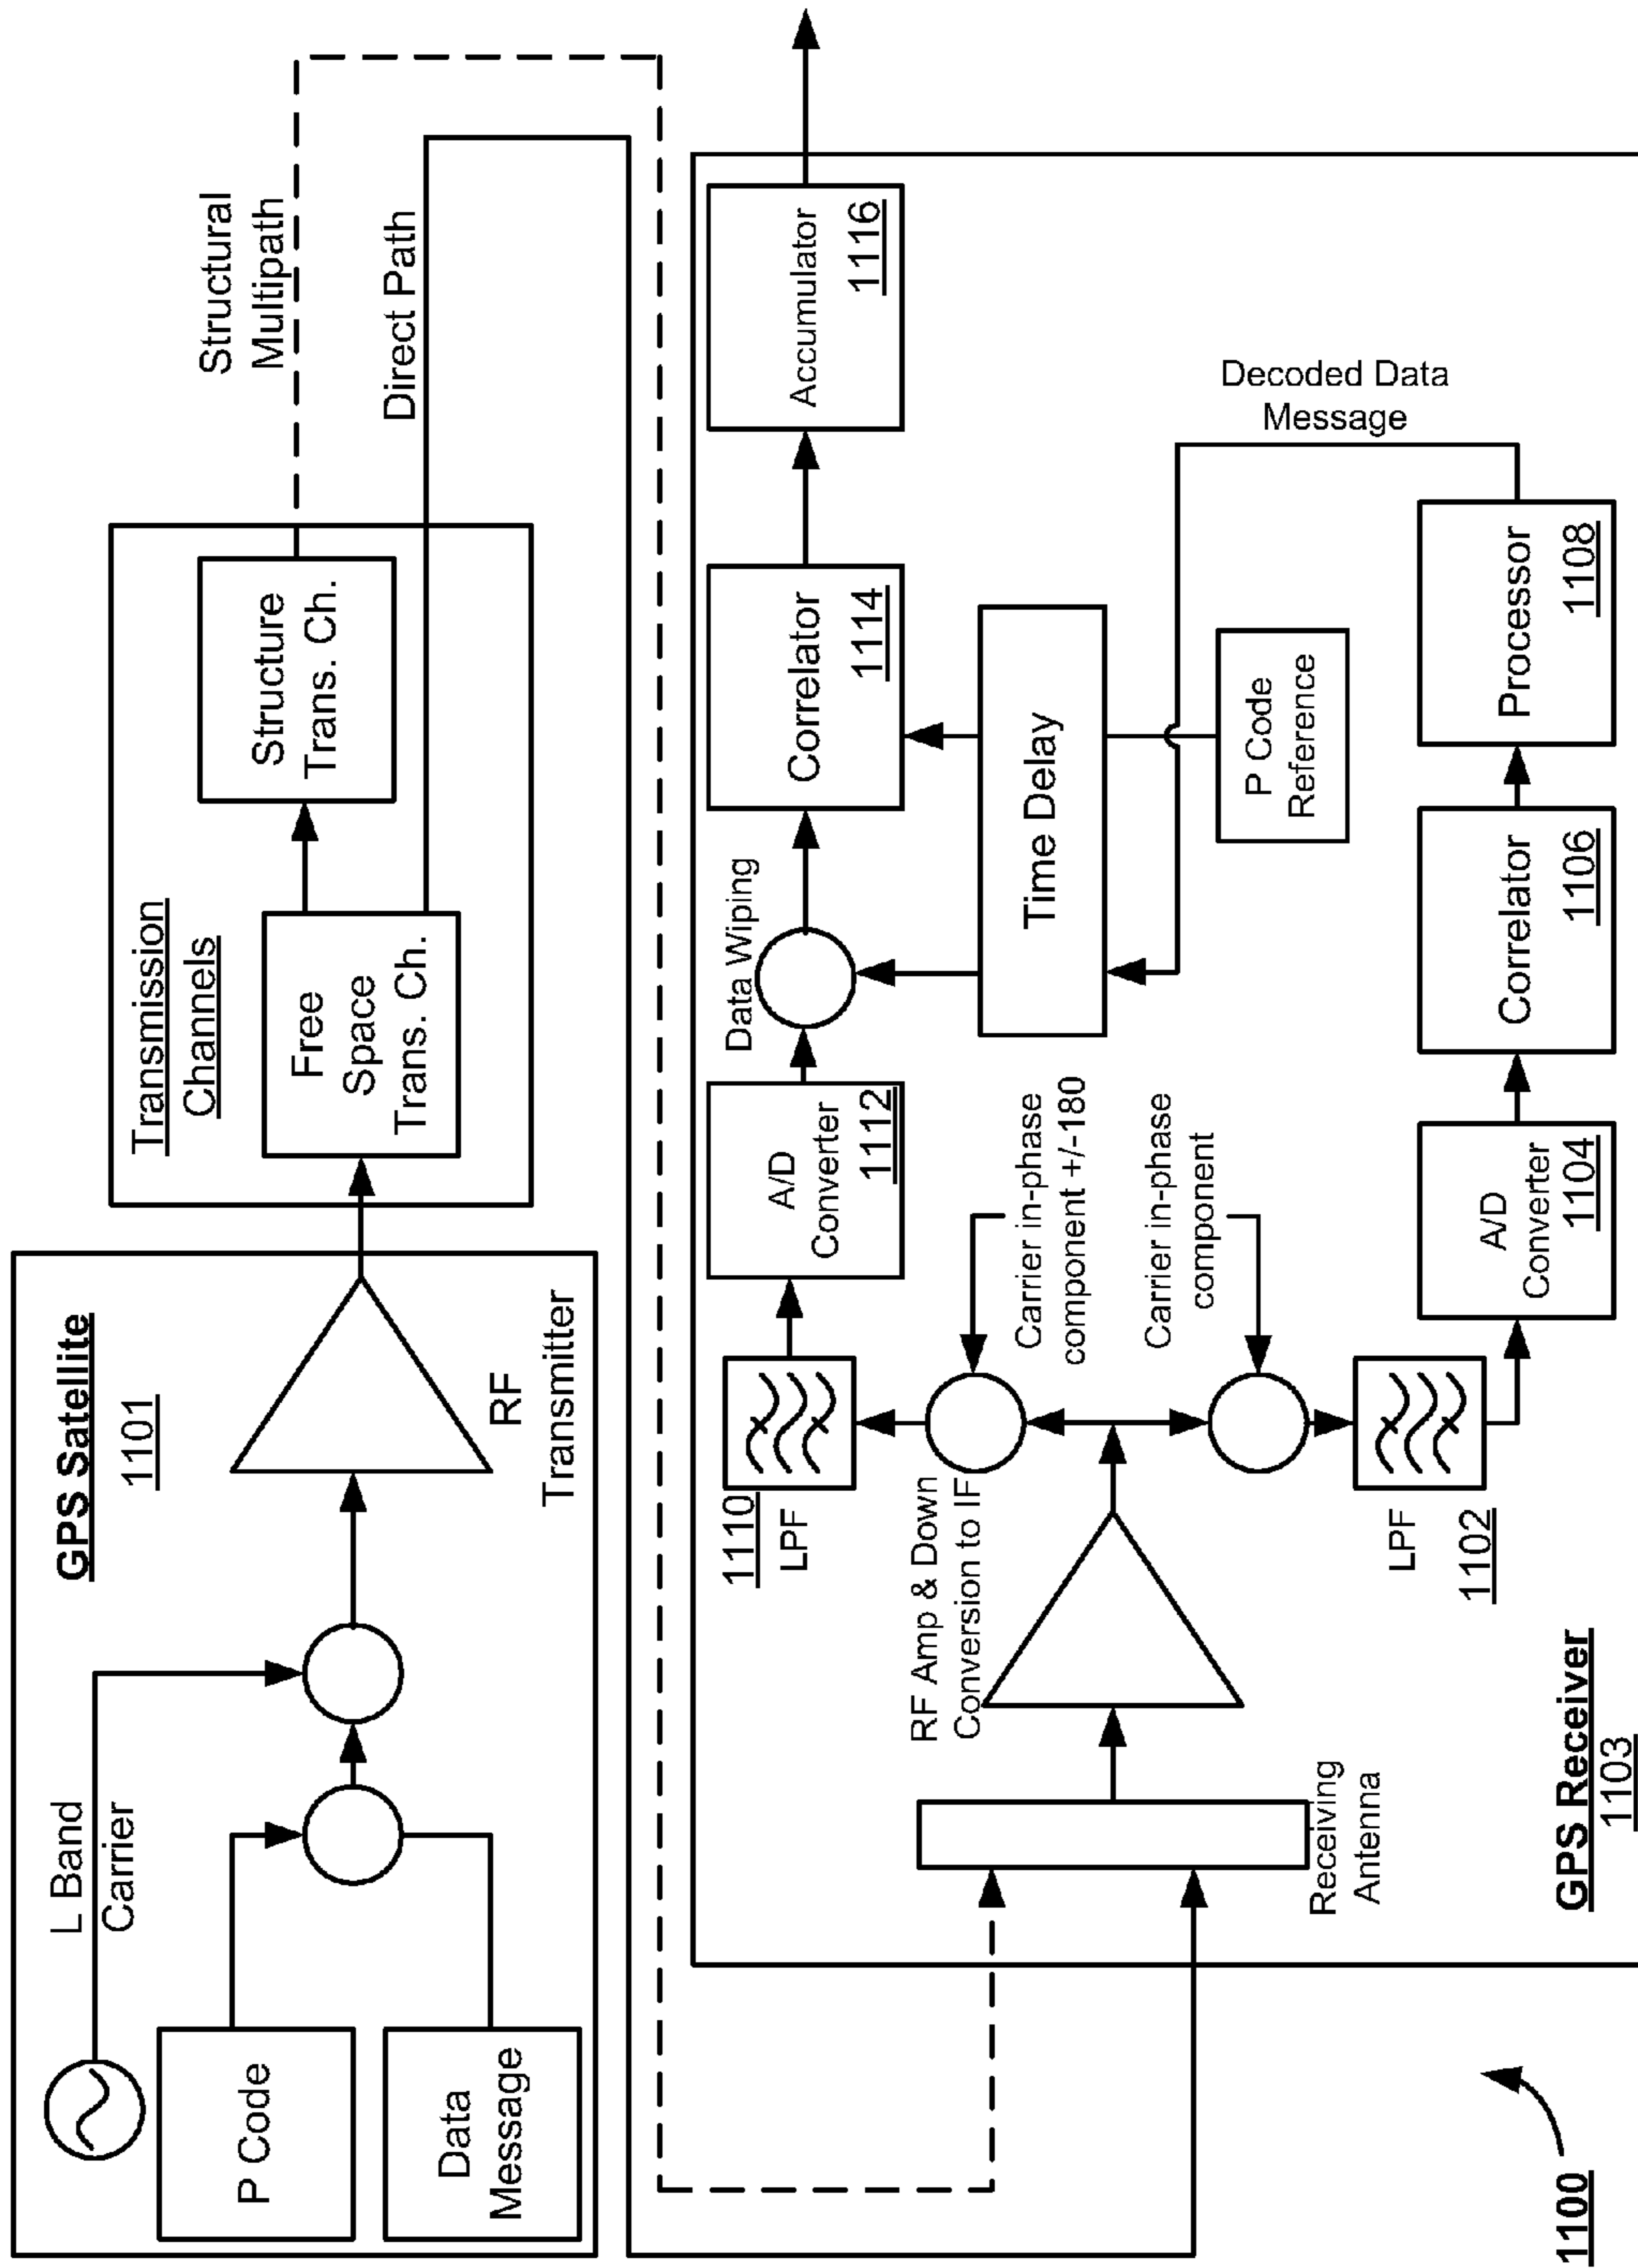 L Band
Carrier
P Code
Data
Message
GPS Satellite
1101
RF
Transmitter
Transmission
Channels
Free
Space
Trans. Ch.
Structure
Trans. Ch.
Structural
Multipath
Direct Path
Receiving
Antenna
RF Amp & Down
Conversion to IF
1110
LPF
Carrier in-phase
component +/-180
Carrier in-phase
component
LPF
1102
A/D
Converter
1112
Data Wiping
Correlator
1114
Accumulator
1116
Time Delay
P Code
Reference
Decoded Data
Message
A/D
Converter
1104
Correlator
1106
Processor
1108
GPS Receiver
1103
1100